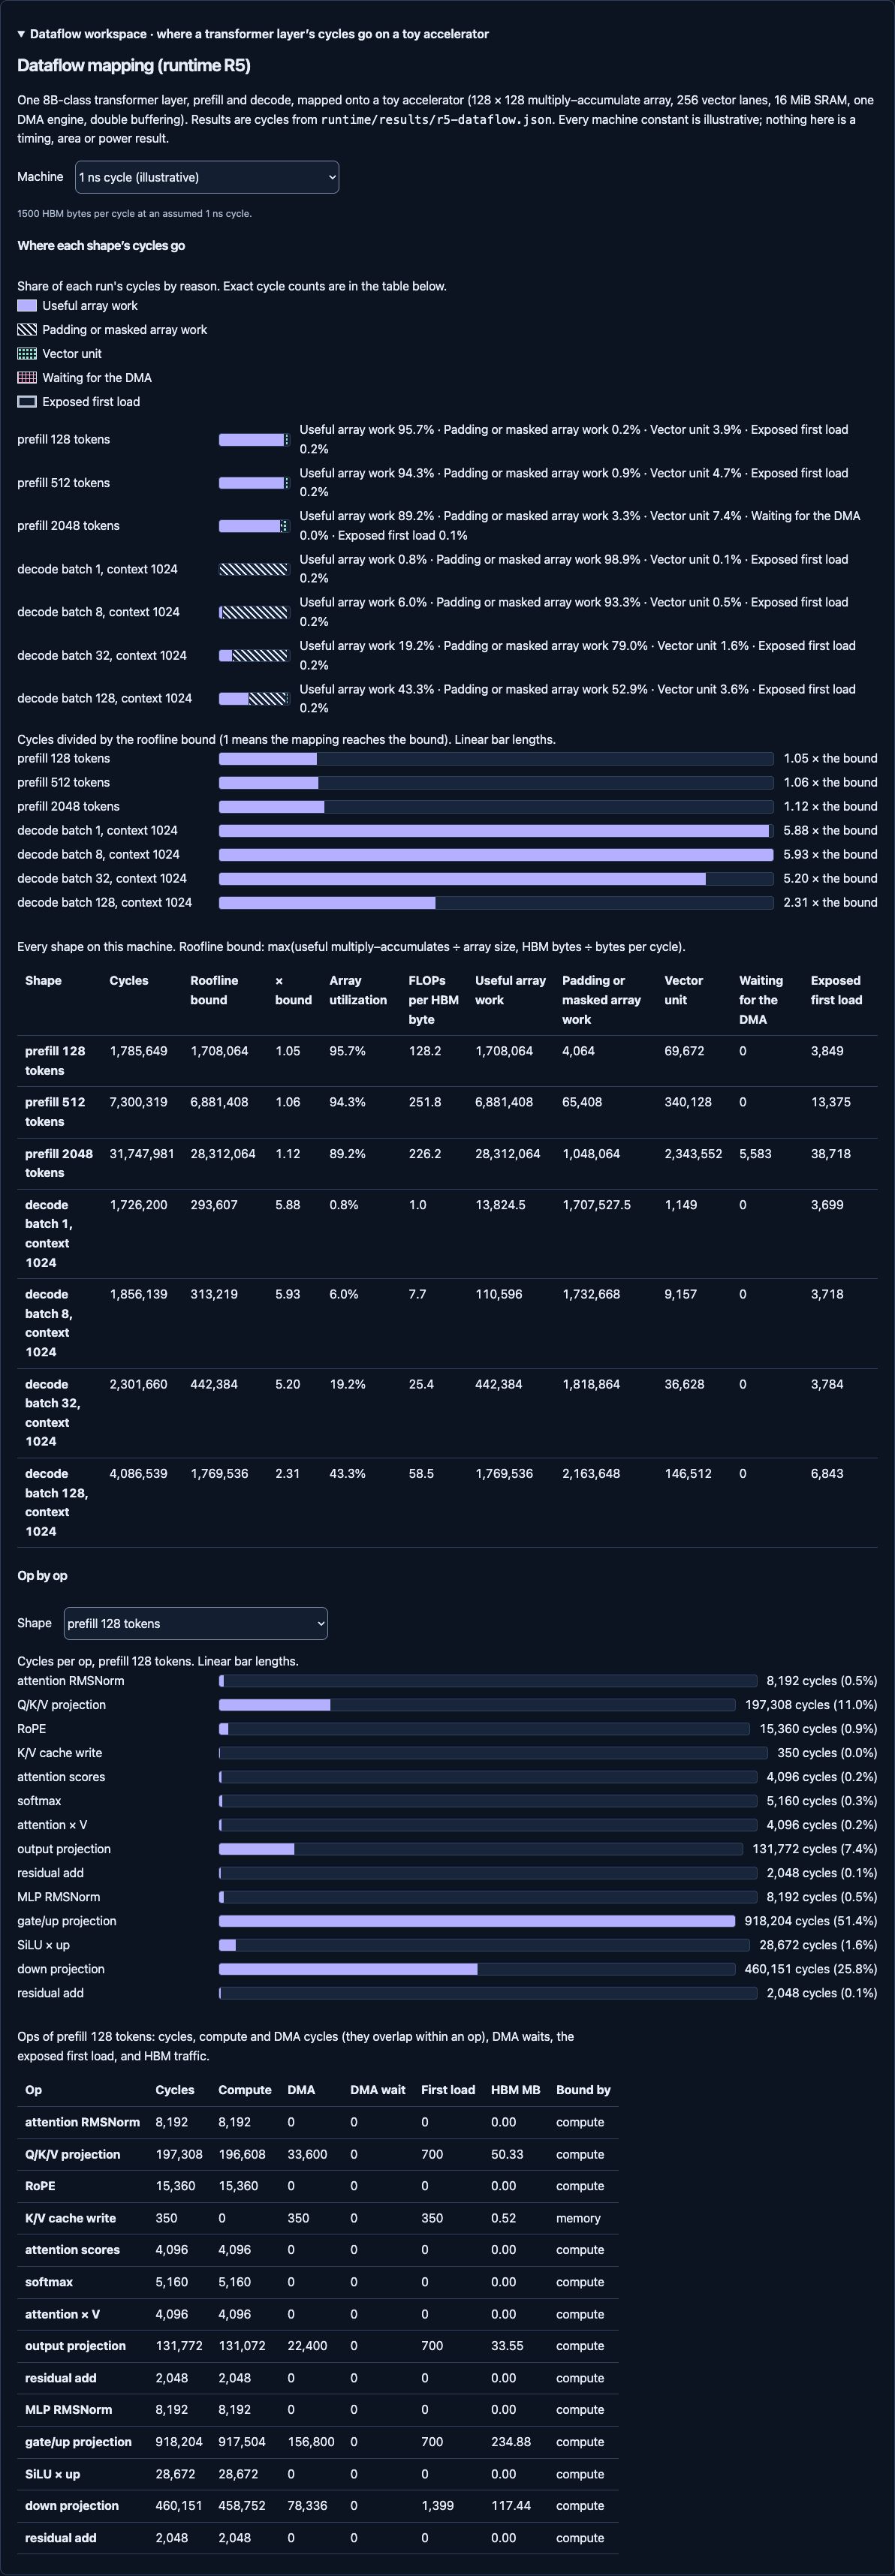 ▼ Dataflow workspace · where a transformer layer’s cycles go on a toy accelerator
Dataflow mapping (runtime R5)
One 8B-class transformer layer, prefill and decode, mapped onto a toy accelerator (128 × 128 multiply–accumulate array, 256 vector lanes, 16 MiB SRAM, one
DMA engine, double buffering). Results are cycles from runtime/results/r5-dataflow.json. Every machine constant is illustrative; nothing here is a
timing, area or power result.
Machine 1 ns cycle (illustrative)
1500 HBM bytes per cycle at an assumed 1 ns cycle.
Where each shape’s cycles go
Share of each run's cycles by reason. Exact cycle counts are in the table below.
Useful array work
Padding or masked array work
Vector unit
Waiting for the DMA
Exposed first load
prefill 128 tokens Useful array work 95.7% · Padding or masked array work 0.2% · Vector unit 3.9% · Exposed first load
0.2%
prefill 512 tokens Useful array work 94.3% · Padding or masked array work 0.9% · Vector unit 4.7% · Exposed first load
0.2%
prefill 2048 tokens Useful array work 89.2% · Padding or masked array work 3.3% · Vector unit 7.4% · Waiting for the DMA
0.0% · Exposed first load 0.1%
decode batch 1, context 1024 Useful array work 0.8% · Padding or masked array work 98.9% · Vector unit 0.1% · Exposed first load
0.2%
decode batch 8, context 1024 Useful array work 6.0% · Padding or masked array work 93.3% · Vector unit 0.5% · Exposed first load
0.2%
decode batch 32, context 1024 Useful array work 19.2% · Padding or masked array work 79.0% · Vector unit 1.6% · Exposed first load
0.2%
decode batch 128, context 1024 Useful array work 43.3% · Padding or masked array work 52.9% · Vector unit 3.6% · Exposed first load
0.2%
Cycles divided by the roofline bound (1 means the mapping reaches the bound). Linear bar lengths.
prefill 128 tokens 1.05 × the bound
prefill 512 tokens 1.06 × the bound
prefill 2048 tokens 1.12 × the bound
decode batch 1, context 1024 5.88 × the bound
decode batch 8, context 1024 5.93 × the bound
decode batch 32, context 1024 5.20 × the bound
decode batch 128, context 1024 2.31 × the bound
Every shape on this machine. Roofline bound: max(useful multiply–accumulates ÷ array size, HBM bytes ÷ bytes per cycle).
Shape Cycles Roofline × Array FLOPs Useful array Padding or Vector Waiting Exposed
bound bound utilization per HBM work masked array unit for the first load
byte work DMA
prefill 128 1,785,649 1,708,064 1.05 95.7% 128.2 1,708,064 4,064 69,672 0 3,849
tokens
prefill 512 7,300,319 6,881,408 1.06 94.3% 251.8 6,881,408 65,408 340,128 0 13,375
tokens
prefill 2048 31,747,981 28,312,064 1.12 89.2% 226.2 28,312,064 1,048,064 2,343,552 5,583 38,718
tokens
decode 1,726,200 293,607 5.88 0.8% 1.0 13,824.5 1,707,527.5 1,149 0 3,699
batch 1,
context
1024
decode 1,856,139 313,219 5.93 6.0% 7.7 110,596 1,732,668 9,157 0 3,718
batch 8,
context
1024
decode 2,301,660 442,384 5.20 19.2% 25.4 442,384 1,818,864 36,628 0 3,784
batch 32,
context
1024
decode 4,086,539 1,769,536 2.31 43.3% 58.5 1,769,536 2,163,648 146,512 0 6,843
batch 128,
context
1024
Op by op
Shape prefill 128 tokens
Cycles per op, prefill 128 tokens. Linear bar lengths.
attention RMSNorm 8,192 cycles (0.5%)
Q/K/V projection 197,308 cycles (11.0%)
RoPE 15,360 cycles (0.9%)
K/V cache write 350 cycles (0.0%)
attention scores 4,096 cycles (0.2%)
softmax 5,160 cycles (0.3%)
attention × V 4,096 cycles (0.2%)
output projection 131,772 cycles (7.4%)
residual add 2,048 cycles (0.1%)
MLP RMSNorm 8,192 cycles (0.5%)
gate/up projection 918,204 cycles (51.4%)
SiLU × up 28,672 cycles (1.6%)
down projection 460,151 cycles (25.8%)
residual add 2,048 cycles (0.1%)
Ops of prefill 128 tokens: cycles, compute and DMA cycles (they overlap within an op), DMA waits, the
exposed first load, and HBM traffic.
Op Cycles Compute DMA DMA wait First load HBM MB Bound by
attention RMSNorm 8,192 8,192 0 0 0 0.00 compute
Q/K/V projection 197,308 196,608 33,600 0 700 50.33 compute
RoPE 15,360 15,360 0 0 0 0.00 compute
K/V cache write 350 0 350 0 350 0.52 memory
attention scores 4,096 4,096 0 0 0 0.00 compute
softmax 5,160 5,160 0 0 0 0.00 compute
attention × V 4,096 4,096 0 0 0 0.00 compute
output projection 131,772 131,072 22,400 0 700 33.55 compute
residual add 2,048 2,048 0 0 0 0.00 compute
MLP RMSNorm 8,192 8,192 0 0 0 0.00 compute
gate/up projection 918,204 917,504 156,800 0 700 234.88 compute
SiLU × up 28,672 28,672 0 0 0 0.00 compute
down projection 460,151 458,752 78,336 0 1,399 117.44 compute
residual add 2,048 2,048 0 0 0 0.00 compute